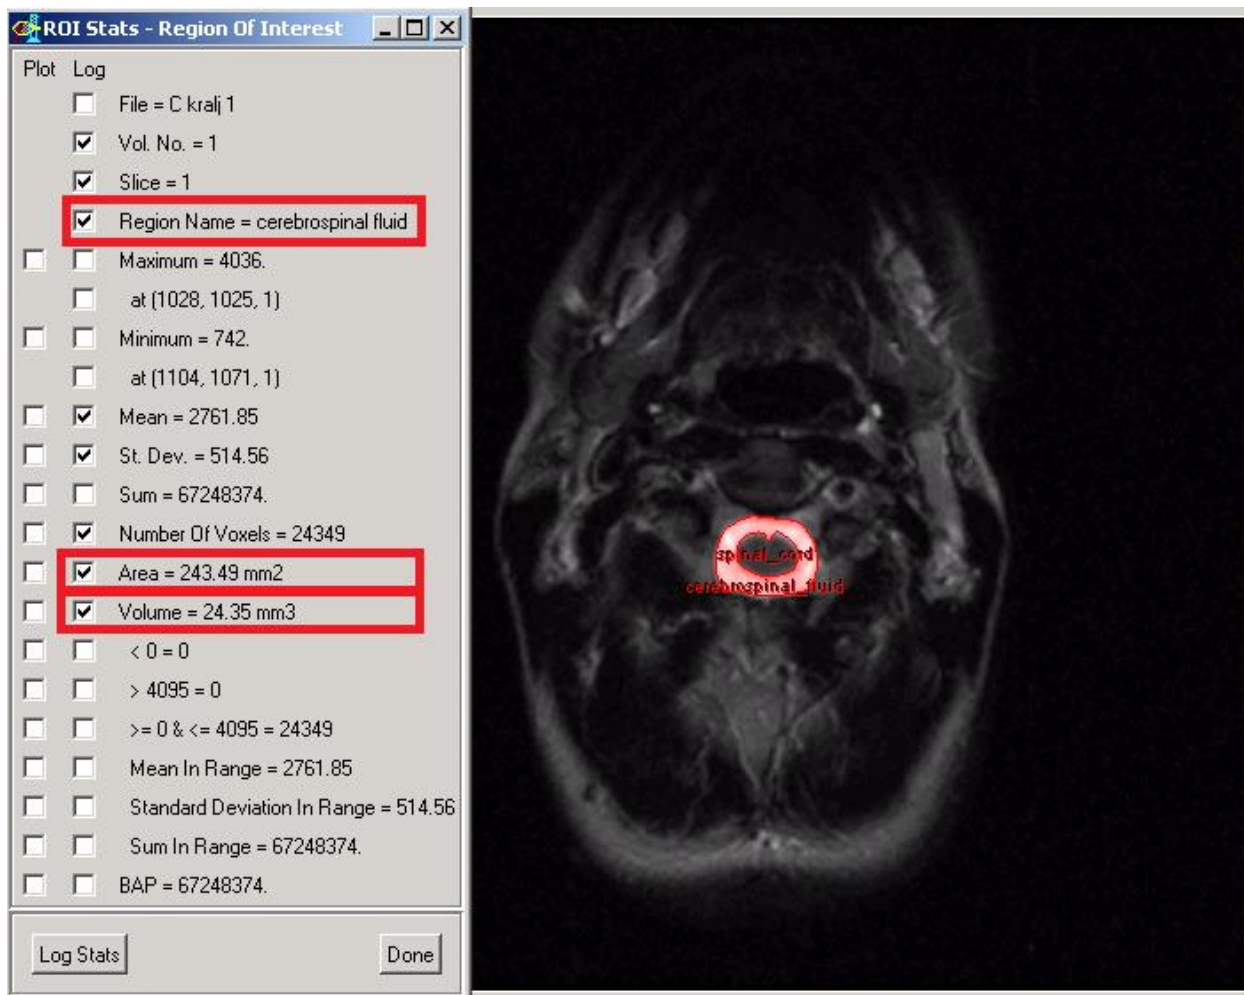 ROI Stats - Region Of Interest
Plot Log
File = C kralj 1
Vol. No. = 1
Slice = 1
Region Name = cerebrospinal fluid
Maximum = 4036.
at (1028, 1025, 1)
Minimum = 742.
at (1104, 1071, 1)
Mean = 2761.85
St. Dev. = 514.56
Sum = 67248374.
Number Of Voxels = 24349
Area = 243.49 mm2
Volume = 24.35 mm3
< 0 = 0
> 4095 = 0
>= 0 & <= 4095 = 24349
Mean In Range = 2761.85
Standard Deviation In Range = 514.56
Sum In Range = 67248374.
BAP = 67248374.
Log Stats
Done
spinal_cord
cerebrospinal_fluid